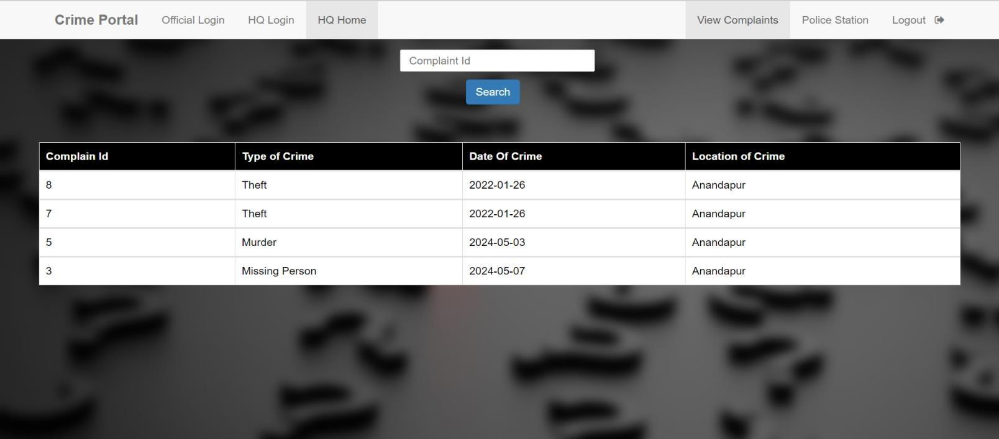 Crime Portal Official Login HQ Login HQ Home View Complaints Police Station Logout
Complaint Id
Search
Complain Id Type of Crime Date Of Crime Location of Crime
8 Theft 2022-01-26 Anandapur
7 Theft 2022-01-26 Anandapur
5 Murder 2024-05-03 Anandapur
3 Missing Person 2024-05-07 Anandapur